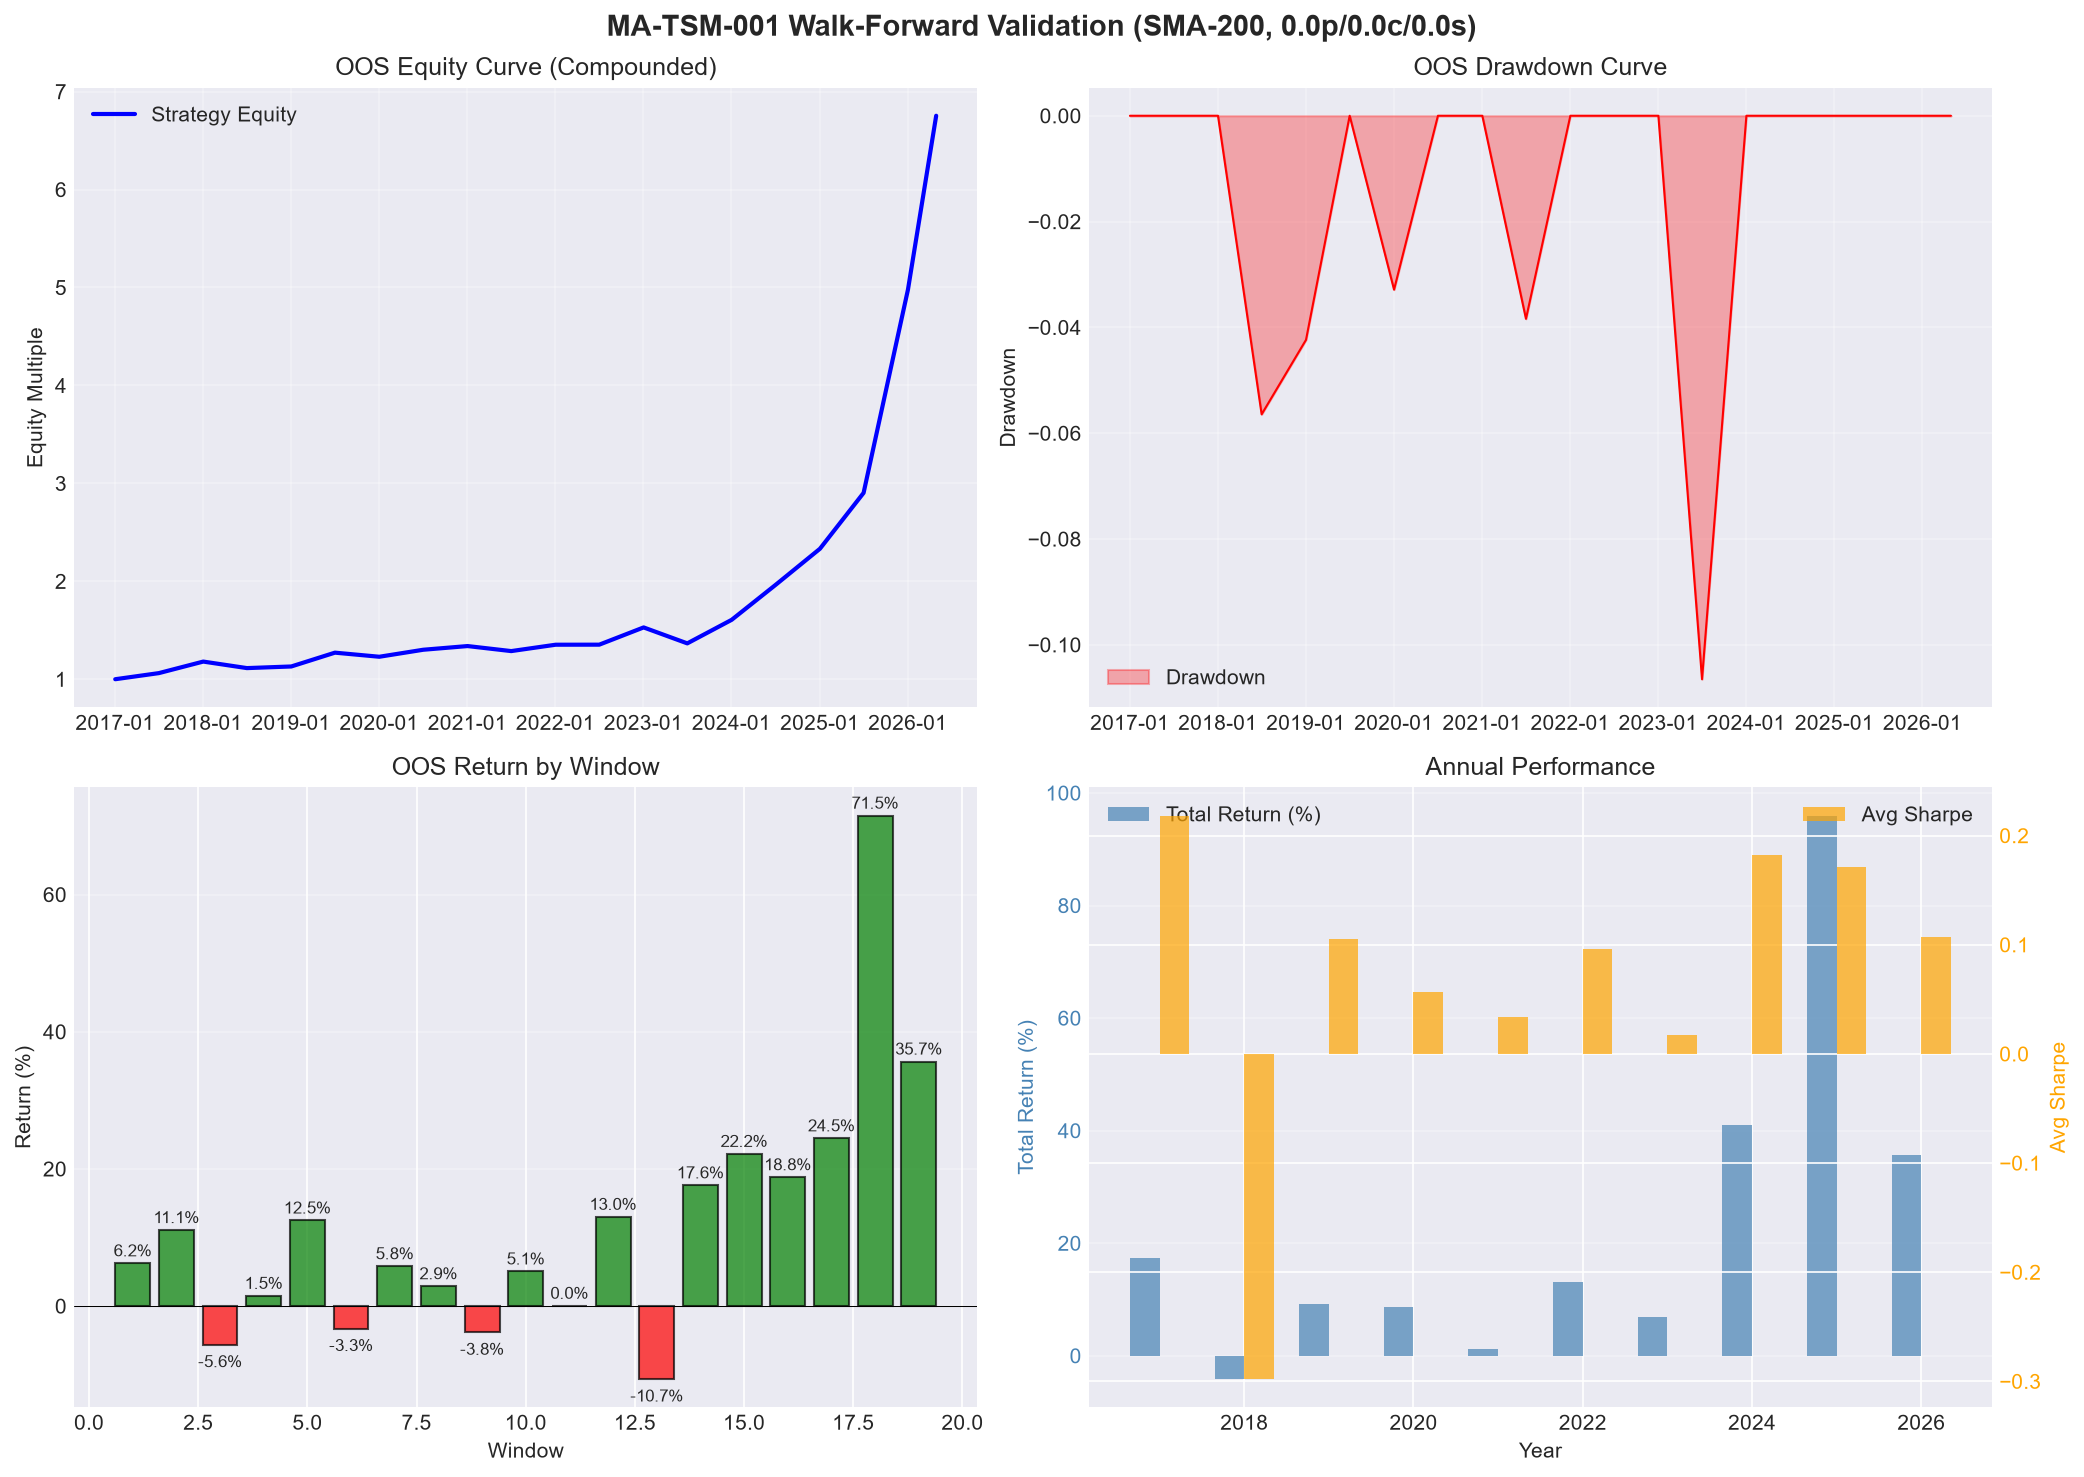 MA-TSM-001 Walk-Forward Validation (SMA-200, 0.0p/0.0c/0.0s)
OOS Equity Curve (Compounded)
Strategy Equity
Equity Multiple
7
6
5
4
3
2
1
2017-01 2018-01 2019-01 2020-01 2021-01 2022-01 2023-01 2024-01 2025-01 2026-01
OOS Drawdown Curve
Drawdown
0.00
−0.02
−0.04
−0.06
−0.08
−0.10
Drawdown
2017-01 2018-01 2019-01 2020-01 2021-01 2022-01 2023-01 2024-01 2025-01 2026-01
OOS Return by Window
Return (%)
60
40
20
0
6.2%
11.1%
-5.6%
1.5%
12.5%
-3.3%
5.8%
2.9%
-3.8%
5.1%
0.0%
13.0%
-10.7%
17.6%
22.2%
18.8%
24.5%
71.5%
35.7%
0.0 2.5 5.0 7.5 10.0 12.5 15.0 17.5 20.0
Window
Annual Performance
Total Return (%)
Avg Sharpe
Total Return (%)
100
80
60
40
20
0
0.2
0.1
0.0
−0.1
−0.2
−0.3
Avg Sharpe
2018 2020 2022 2024 2026
Year